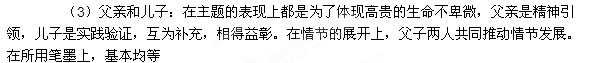 （3）父亲和儿子：在主题的表现上都是为了体现高贵的生命不卑微，父亲是精神引
领，儿子是实践验证，互为补充，相得益彰。在情节的展开上，父子两人共同推动情节发展。
在所用笔墨上，基本均等